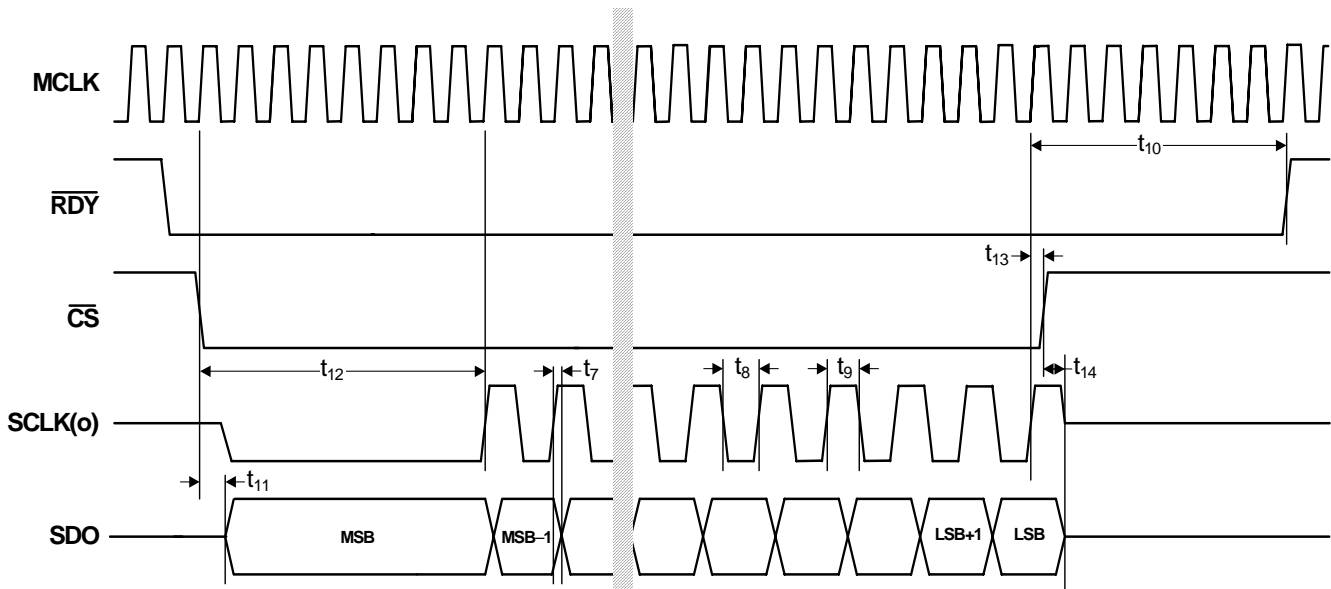 MCLK
t10
RDY
t13
CS
t12
t7
t8
t9
t14
SCLK(o)
t11
SDO
MSB
MSB–1
LSB+1
LSB